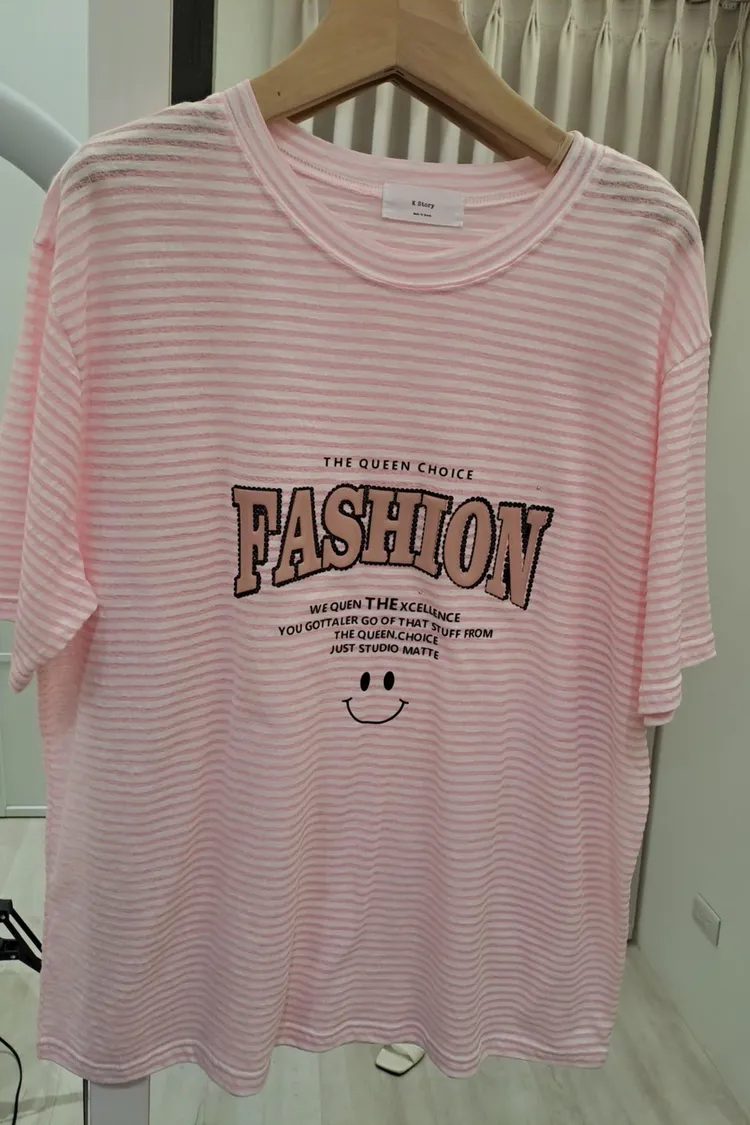 K Story
THE QUEEN CHOICE
FASHION
WE QUEN THE XCELLENCE
YOU GOTTALER GO OF THAT STUFF FROM
THE QUEEN.CHOICE
JUST STUDIO MATTE